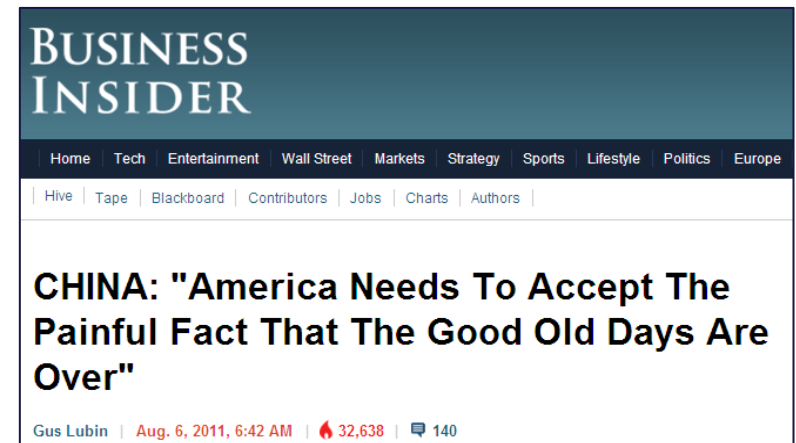 BUSINESS
INSIDER
Home Tech Entertainment Wall Street Markets Strategy Sports Lifestyle Politics Europe
Hive Tape Blackboard Contributors Jobs Charts Authors
CHINA: "America Needs To Accept The
Painful Fact That The Good Old Days Are
Over"
Gus Lubin | Aug. 6, 2011, 6:42 AM | 32,638 | 140